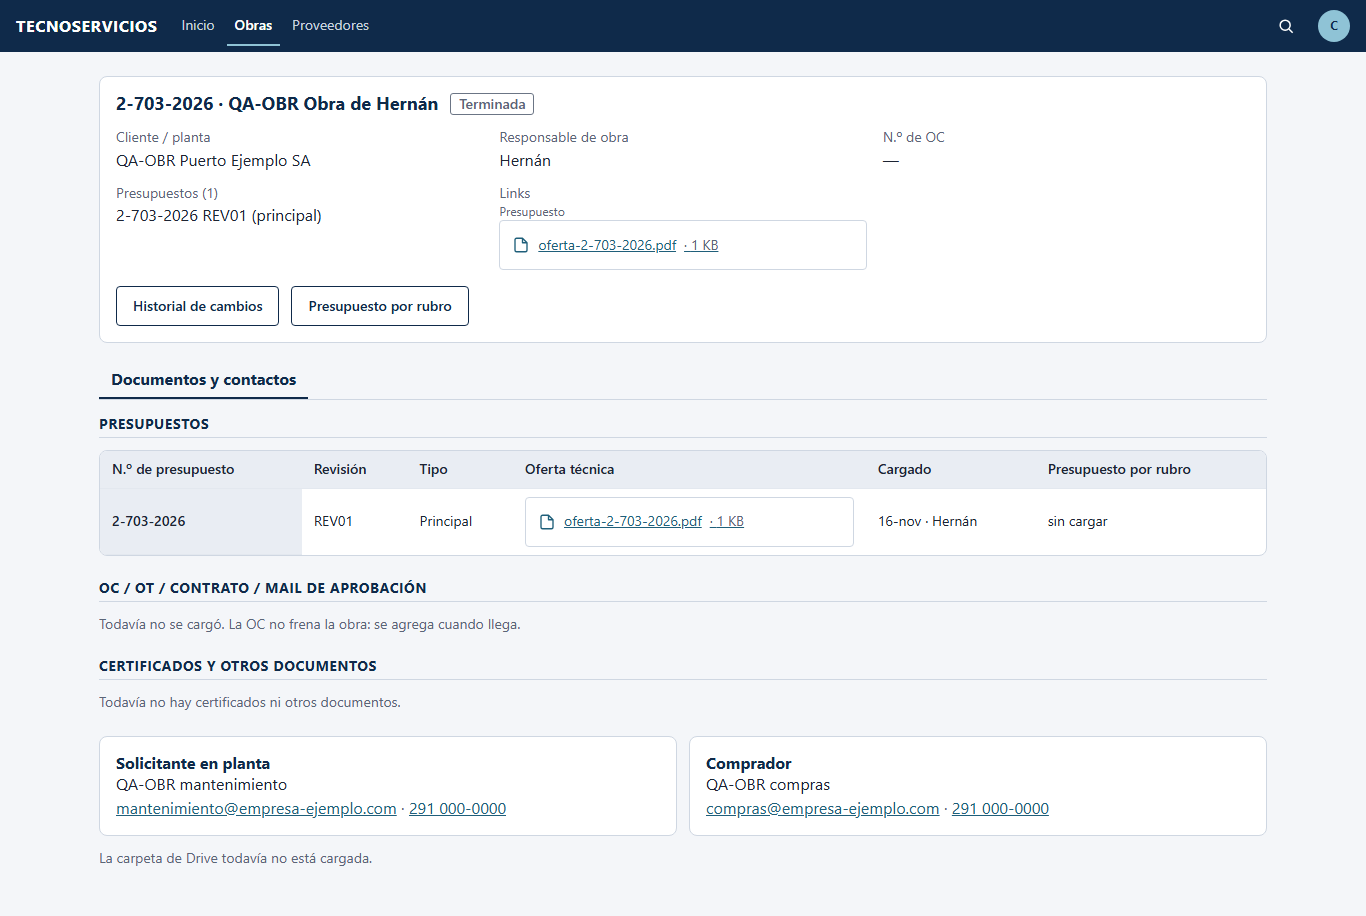 TECNOSERVICIOS Inicio Obras Proveedores C
2-703-2026 · QA-OBR Obra de Hernán Terminada
Cliente / planta Responsable de obra N.º de OC
QA-OBR Puerto Ejemplo SA Hernán —
Presupuestos (1) Links
2-703-2026 REV01 (principal) Presupuesto
oferta-2-703-2026.pdf · 1 KB
Historial de cambios Presupuesto por rubro
Documentos y contactos
PRESUPUESTOS
N.º de presupuesto Revisión Tipo Oferta técnica Cargado Presupuesto por rubro
2-703-2026 REV01 Principal oferta-2-703-2026.pdf · 1 KB 16-nov · Hernán sin cargar
OC / OT / CONTRATO / MAIL DE APROBACIÓN
Todavía no se cargó. La OC no frena la obra: se agrega cuando llega.
CERTIFICADOS Y OTROS DOCUMENTOS
Todavía no hay certificados ni otros documentos.
Solicitante en planta
QA-OBR mantenimiento
mantenimiento@empresa-ejemplo.com · 291 000-0000
Comprador
QA-OBR compras
compras@empresa-ejemplo.com · 291 000-0000
La carpeta de Drive todavía no está cargada.